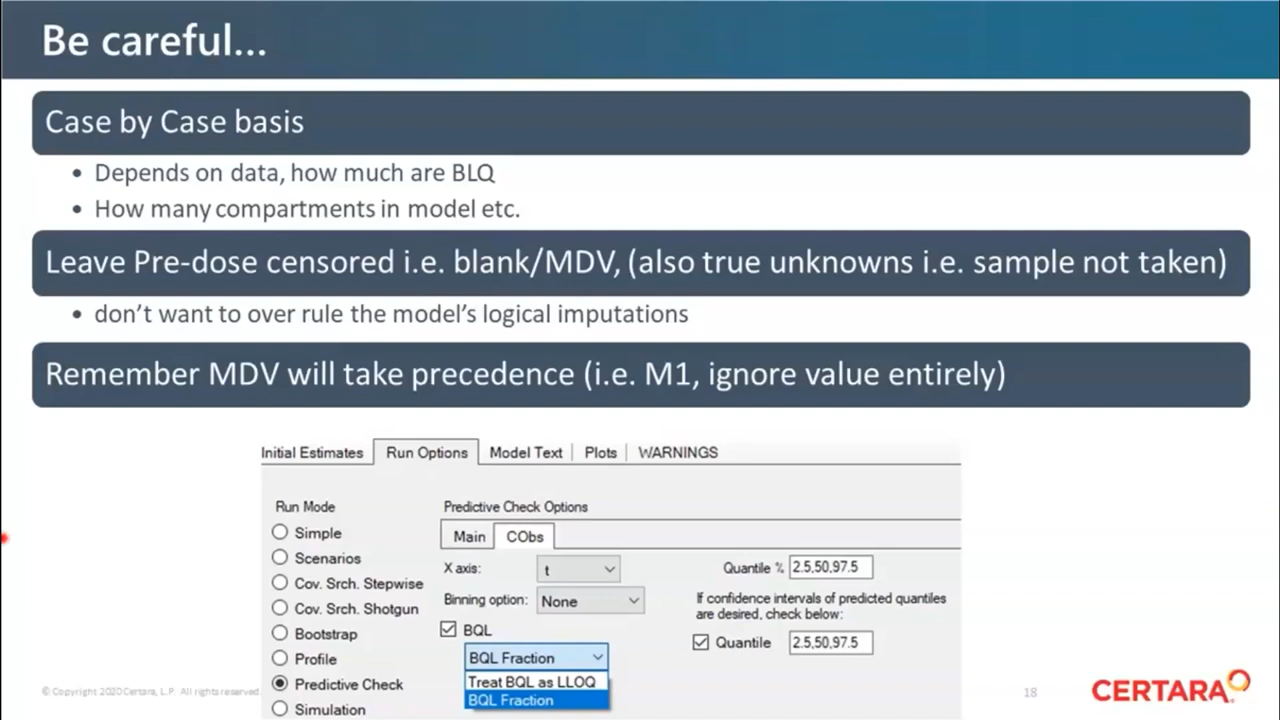 Be careful...
Case by Case basis
• Depends on data, how much are BLQ
• How many compartments in model etc.
Leave Pre-dose censored i.e. blank/MDV, (also true unknowns i.e. sample not taken)
• don't want to over rule the model's logical imputations
Remember MDV will take precedence (i.e. M1, ignore value entirely)
Initial Estimates Run Options Model Text Plots WARNINGS
Run Mode
Simple
Scenarios
Cov. Srch. Stepwise
Cov. Srch. Shotgun
Bootstrap
Profile
Predictive Check
Simulation
Predictive Check Options
Main CObs
X axis: t
Binning option: None
BQL
BQL Fraction
Treat BQL as LLOQ
BQL Fraction
Quantile % 2.5,50,97.5
If confidence intervals of predicted quantiles
are desired, check below:
Quantile 2.5,50,97.5
© Copyright 2020 Certara, L.P. All rights reserved.
18
CERTARA